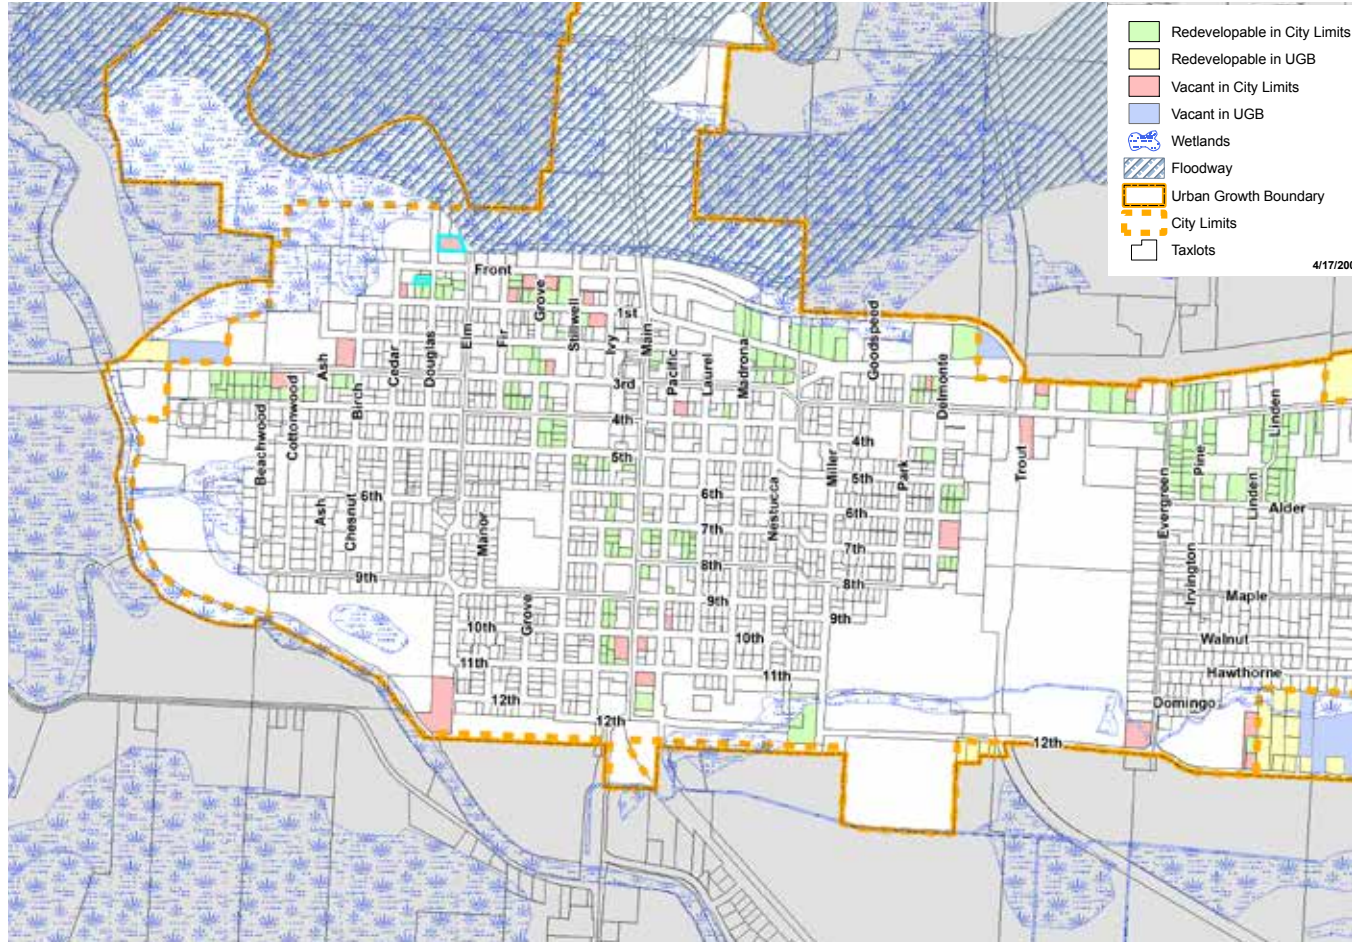 Redevelopable in City Limits
Redevelopable in UGB
Vacant in City Limits
Vacant in UGB
Wetlands
Floodway
Urban Growth Boundary
City Limits
Taxlots
4/17/200
Front
Grove
Stillwell
1st
Elm
Fir
Ivy
Main
Goodspeed
Ash
Cedar
Douglas
Pacific
Laurel
Madrona
3rd
Delmonte
Beachwood
Cottonwood
Birch
4th
4th
Linden
5th
Miller
5th
Park
Trout
Pine
6th
Ash
Chesnut
6th
6th
Nestucca
Evergreen
Linden
Alder
Manor
7th
7th
8th
8th
9th
9th
9th
Irvington
Maple
Grove
10th
10th
Walnut
11th
11th
Hawthorne
12th
12th
Domingo
12th